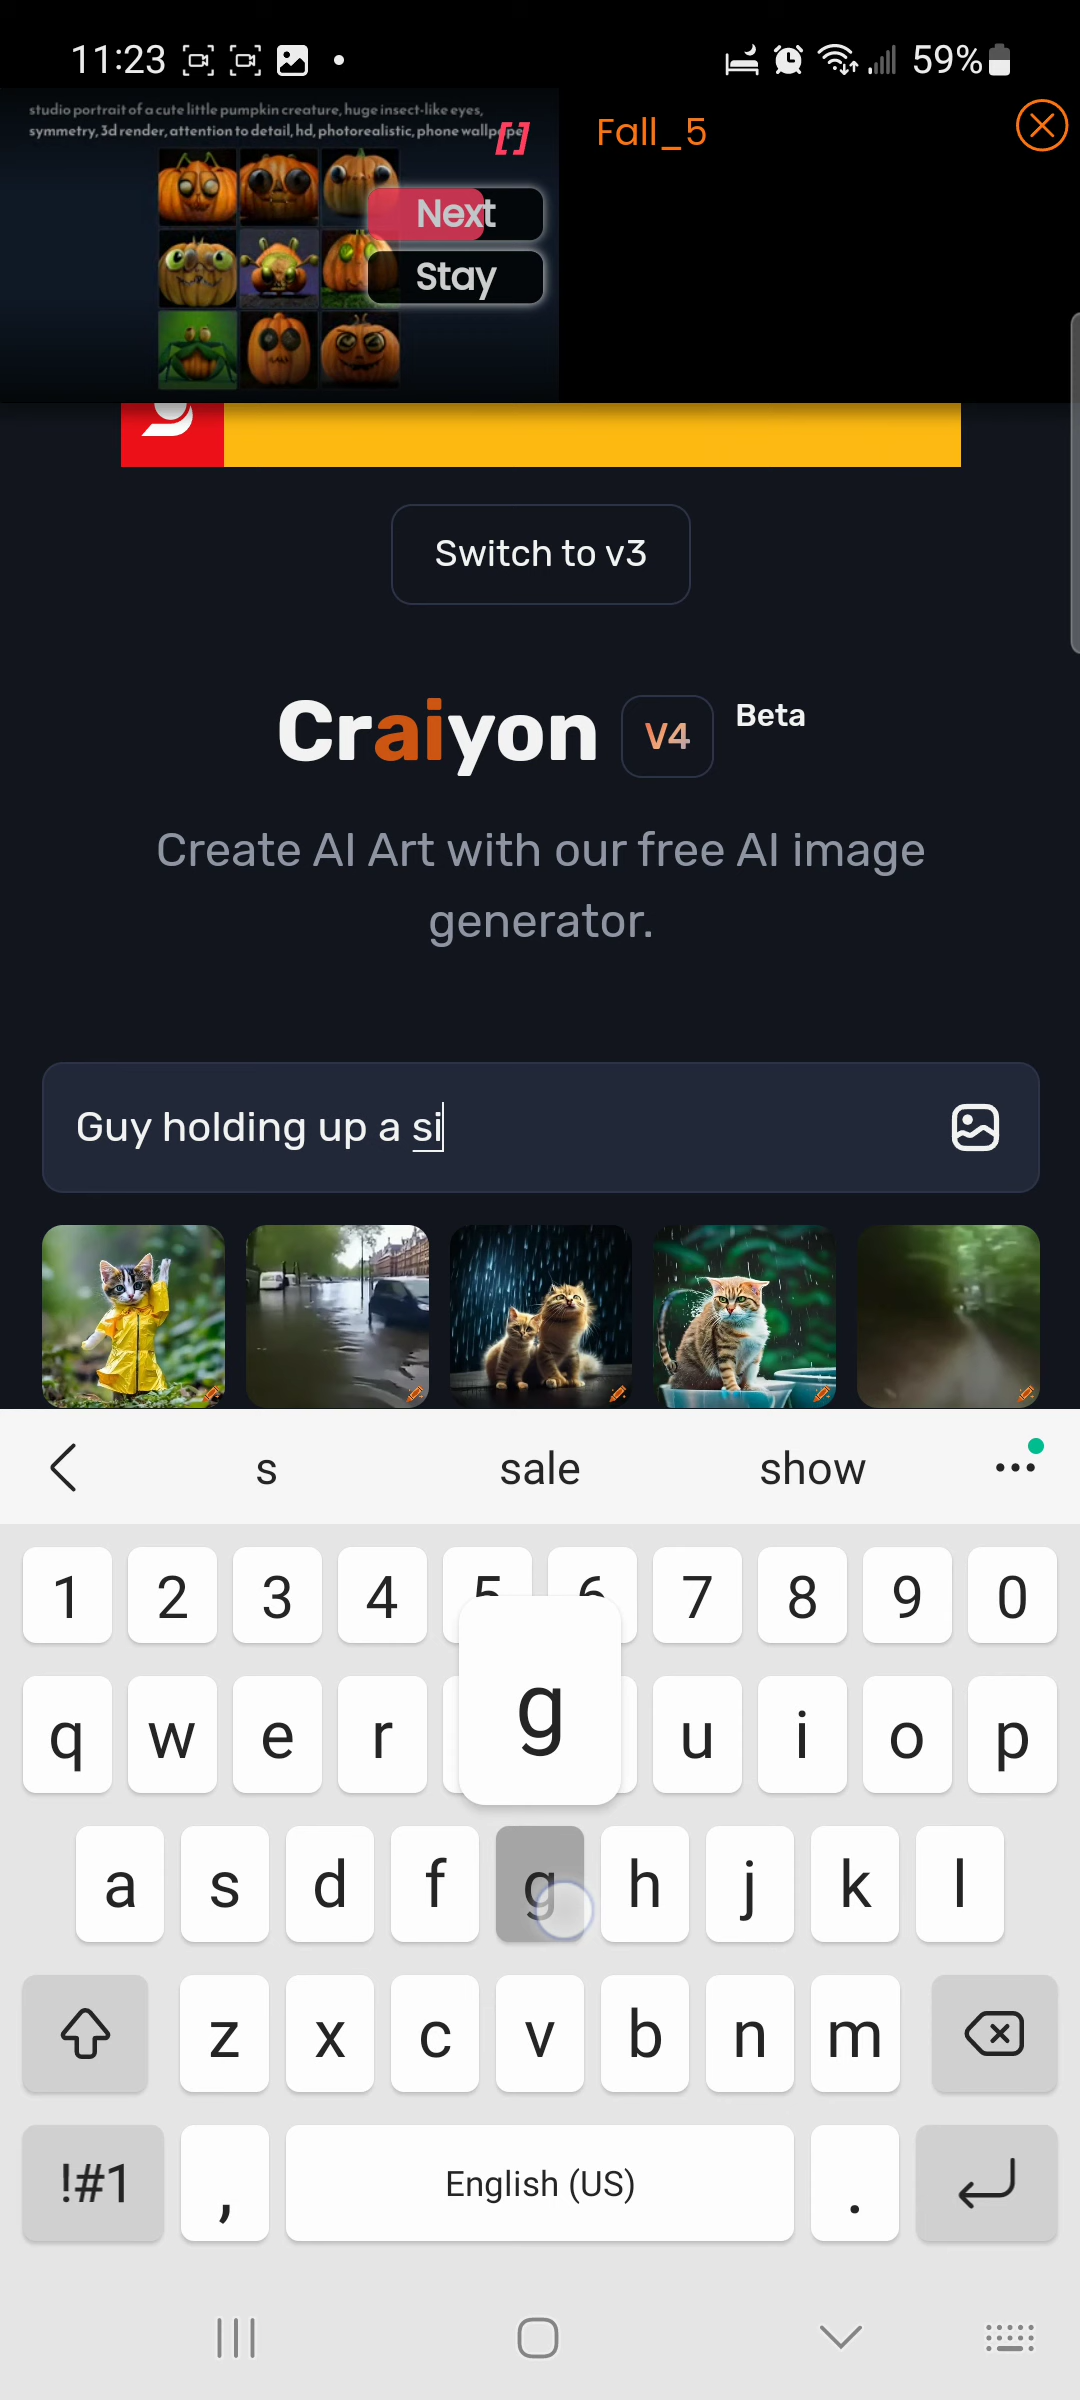 11:23
59%
studio portrait of a cute little pumpkin creature, huge insect-like eyes,
symmetry, 3d render, attention to detail, hd, photorealistic, phone wallpape
[ ]
Next
Stay
Fall_5
Switch to v3
Craiyon V4 Beta
Create AI Art with our free AI image
generator.
Guy holding up a si
s sale show
1 2 3 4 5 6 7 8 9 0
q w e r g u i o p
a s d f g h j k l
z x c v b n m
!#1 , English (US) .